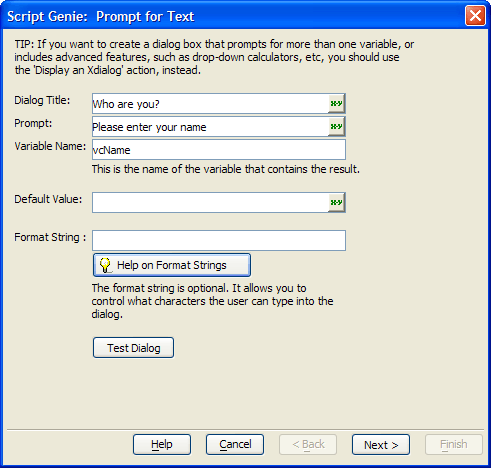 Script Genie:  Prompt for Text
TIP: If you want to create a dialog box that prompts for more than one variable, or
includes advanced features, such as drop-down calculators, etc, you should use
the 'Display an Xdialog' action, instead.
Dialog Title: Who are you?
Prompt: Please enter your name
Variable Name: vcName
This is the name of the variable that contains the result.
Default Value:
Format String :
Help on Format Strings
The format string is optional. It allows you to
control what characters the user can type into the
dialog.
Test Dialog
Help Cancel < Back Next > Finish